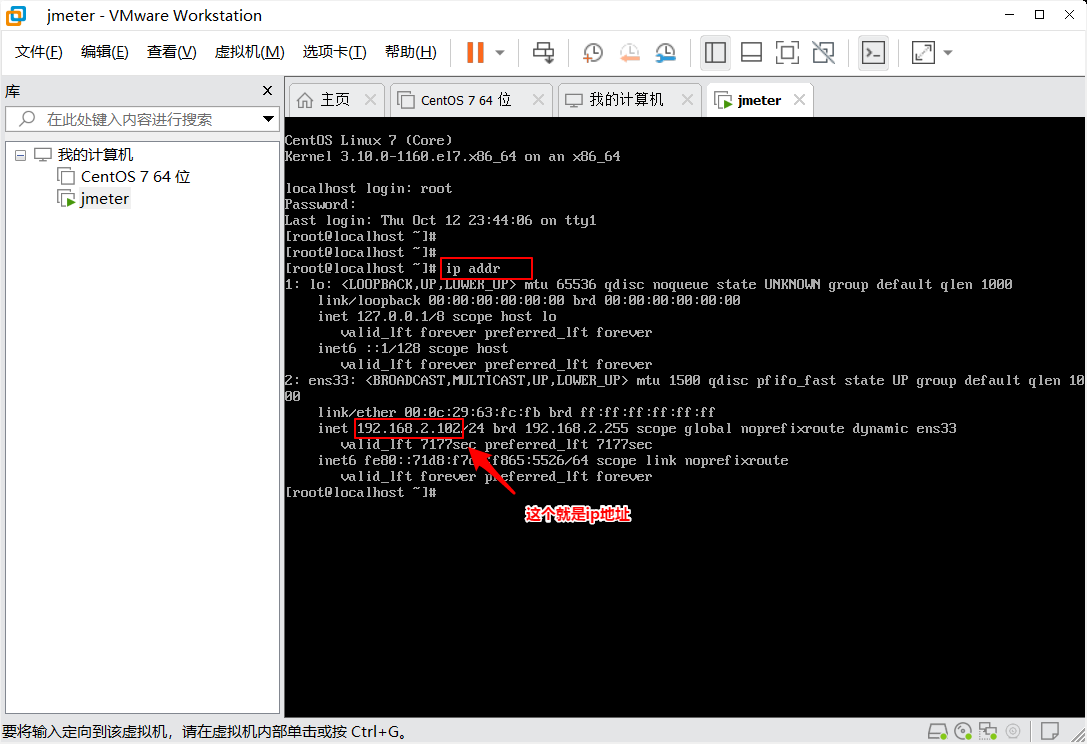 jmeter - VMware Workstation
文件(F) 编辑(E) 查看(V) 虚拟机(M) 选项卡(T) 帮助(H)
库
在此处键入内容进行搜索
我的计算机
CentOS 7 64 位
jmeter
主页 CentOS 7 64 位 我的计算机 jmeter
CentOS Linux 7 (Core)
Kernel 3.10.0-1160.el7.x86_64 on an x86_64
localhost login: root
Password:
Last login: Thu Oct 12 23:44:06 on tty1
[root@localhost ~]#
[root@localhost ~]#
[root@localhost ~]# ip addr
1: lo: <LOOPBACK,UP,LOWER_UP> mtu 65536 qdisc noqueue state UNKNOWN group default qlen 1000
link/loopback 00:00:00:00:00:00 brd 00:00:00:00:00:00
inet 127.0.0.1/8 scope host lo
valid_lft forever preferred_lft forever
inet6 ::1/128 scope host
valid_lft forever preferred_lft forever
2: ens33: <BROADCAST,MULTICAST,UP,LOWER_UP> mtu 1500 qdisc pfifo_fast state UP group default qlen 10
00
link/ether 00:0c:29:63:fc:fb brd ff:ff:ff:ff:ff:ff
inet 192.168.2.102/24 brd 192.168.2.255 scope global noprefixroute dynamic ens33
valid_lft 7177sec preferred_lft 7177sec
inet6 scope link noprefixroute
valid_lft forever preferred_lft forever
[root@localhost ~]#
这个就是ip地址
要将输入定向到该虚拟机，请在虚拟机内部单击或按 Ctrl+G。